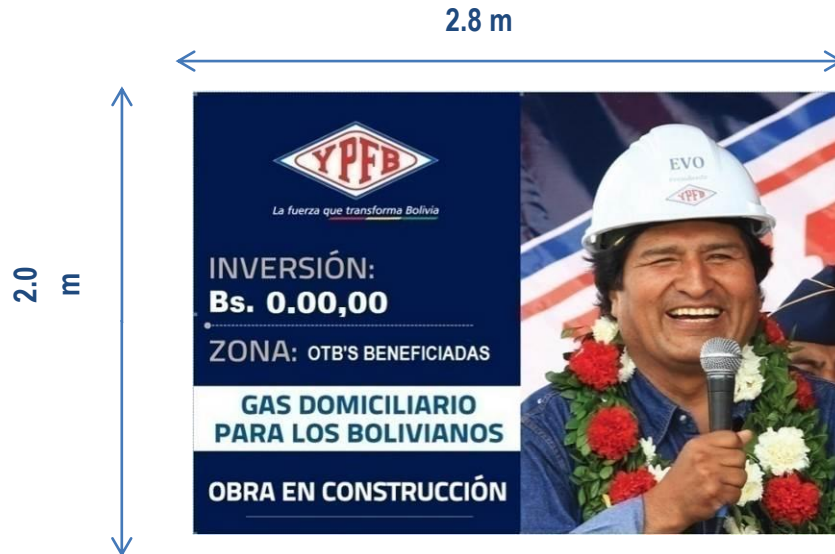 2.8 m
2.0
m
YPFB
La fuerza que transforma Bolivia
INVERSIÓN:
Bs. 0.00,00
ZONA: OTB'S BENEFICIADAS
GAS DOMICILIARIO
PARA LOS BOLIVIANOS
OBRA EN CONSTRUCCIÓN
EVO
YPFB